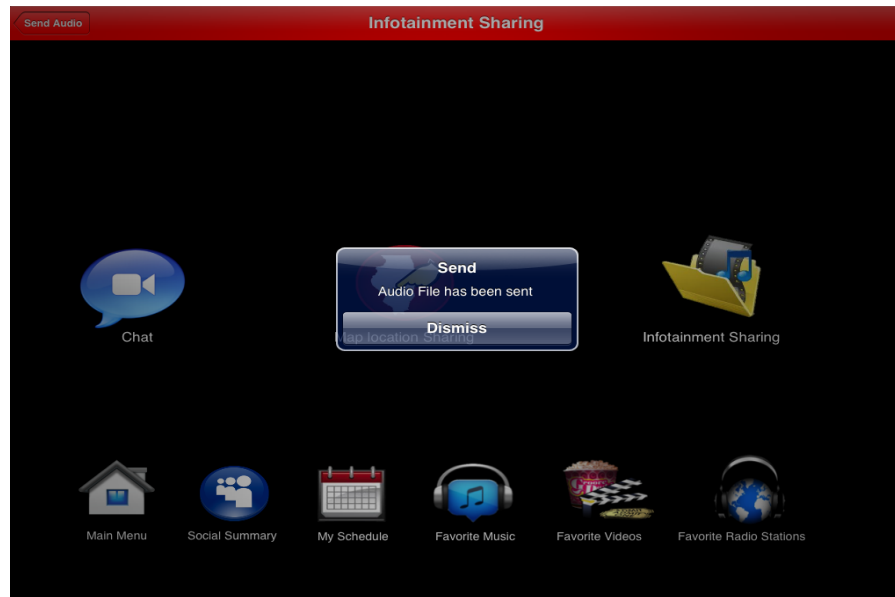 Send Audio
Infotainment Sharing
Send
Audio File has been sent
Dismiss
Chat
Map location Sharing
Infotainment Sharing
Main Menu
Social Summary
My Schedule
Favorite Music
Favorite Videos
Favorite Radio Stations